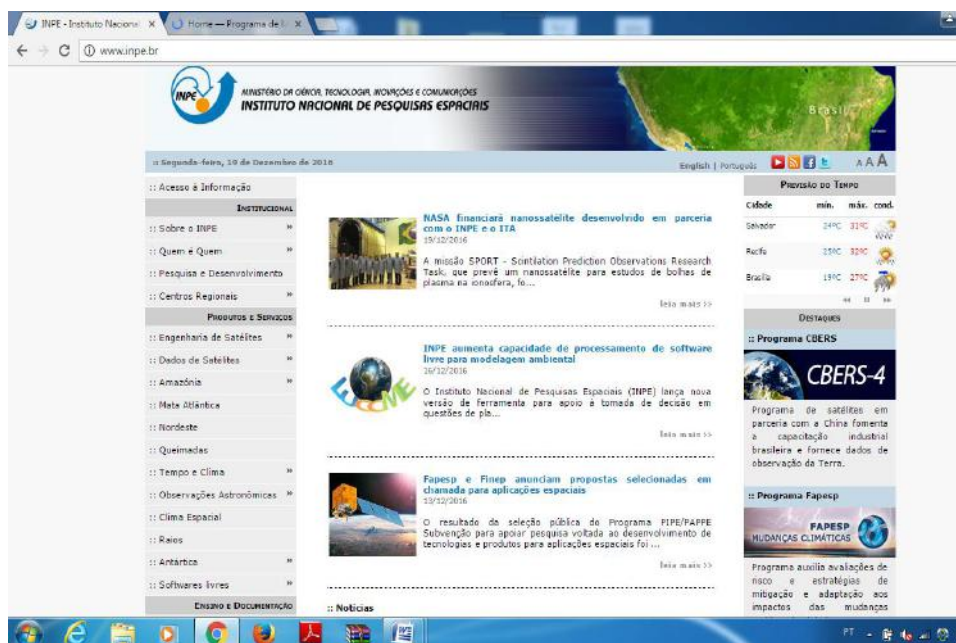 INPE - Instituto Naciona
Home — Programa de
www.inpe.br
INPE
MINISTÉRIO DA CIÊNCIA, TECNOLOGIA, INOVAÇÕES E COMUNICAÇÕES
INSTITUTO NACIONAL DE PESQUISAS ESPACIAIS
Brasil
:: Segunda-feira, 19 de Dezembro de 2016
English | Português
A A A
:: Acesso à Informação
INSTITUCIONAL
:: Sobre o INPE »
:: Quem é Quem »
:: Pesquisa e Desenvolvimento
:: Centros Regionais »
PRODUTOS E SERVIÇOS
:: Engenharia de Satélites »
:: Dados de Satélites »
:: Amazônia »
:: Mata Atlântica
:: Nordeste
:: Queimadas
:: Tempo e Clima »
:: Observações Astronômicas »
:: Clima Espacial
:: Raios
:: Antártica »
:: Softwares livres »
ENSINO E DOCUMENTAÇÃO
NASA financiará nanossatélite desenvolvido em parceria
com o INPE e o ITA
19/12/2016
A missão SPORT - Scintilation Prediction Observations Research
Task, que prevê um nanossatélite para estudos de bolhas de
plasma na ionosfera, fo...
leia mais >>
INPE aumenta capacidade de processamento de software
livre para modelagem ambiental
16/12/2016
O Instituto Nacional de Pesquisas Espaciais (INPE) lança nova
versão de ferramenta para apoio à tomada de decisão em
questões de pla...
leia mais >>
Fapesp e Finep anunciam propostas selecionadas em
chamada para aplicações espaciais
13/12/2016
O resultado da seleção pública do Programa PIPE/PAPPE
Subvenção para apoiar pesquisa voltada ao desenvolvimento de
tecnologias e produtos para aplicações espaciais foi ...
leia mais >>
:: Notícias
PREVISÃO DO TEMPO
Cidade mín. máx. cond.
Salvador 24ºC 31ºC
Recife 25ºC 32ºC
Brasília 19ºC 27ºC
DESTAQUES
:: Programa CBERS
CBERS-4
Programa de satélites em
parceria com a China fomenta
a capacitação industrial
brasileira e fornece dados de
observação da Terra.
:: Programa Fapesp
FAPESP
MUDANÇAS CLIMÁTICAS
Programa auxilia avaliações de
risco e estratégias de
mitigação e adaptação aos
impactos das mudanças
PT